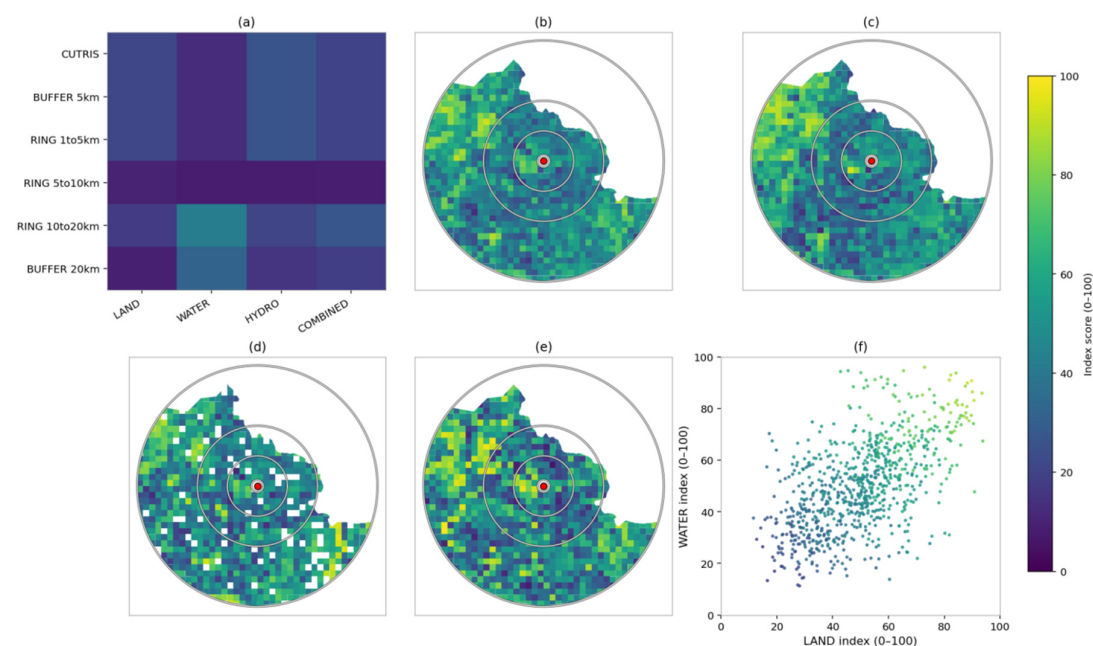 (a)
(b)
(c)
CUTRIS
BUFFER 5km
RING 1to5km
RING 5to10km
RING 10to20km
BUFFER 20km
LAND
WATER
HYDRO
COMBINED
100
80
60
40
20
0
Index score (0–100)
(d)
(e)
(f)
100
80
60
40
20
0
WATER index (0–100)
0
20
40
60
80
100
LAND index (0–100)